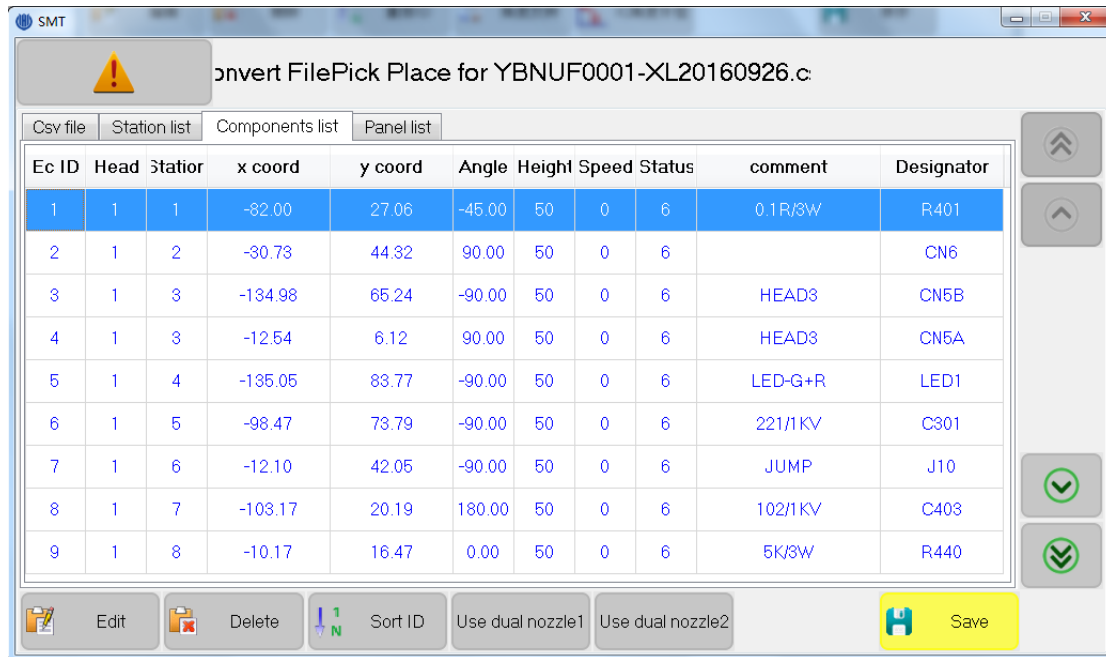 SMT
onvert FilePick Place for YBNUF0001-XL20160926.c
Csv file Station list Components list Panel list
Ec ID Head Station x coord y coord Angle Height Speed Status comment Designator
1 1 1 -82.00 27.06 -45.00 50 0 6 0.1R/3W R401
2 1 2 -30.73 44.32 90.00 50 0 6 CN6
3 1 3 -134.98 65.24 -90.00 50 0 6 HEAD3 CN5B
4 1 3 -12.54 6.12 90.00 50 0 6 HEAD3 CN5A
5 1 4 -135.05 83.77 -90.00 50 0 6 LED-G+R LED1
6 1 5 -98.47 73.79 -90.00 50 0 6 221/1KV C301
7 1 6 -12.10 42.05 -90.00 50 0 6 JUMP J10
8 1 7 -103.17 20.19 180.00 50 0 6 102/1KV C403
9 1 8 -10.17 16.47 0.00 50 0 6 5K/3W R440
Edit Delete 1 N Sort ID Use dual nozzle1 Use dual nozzle2 Save